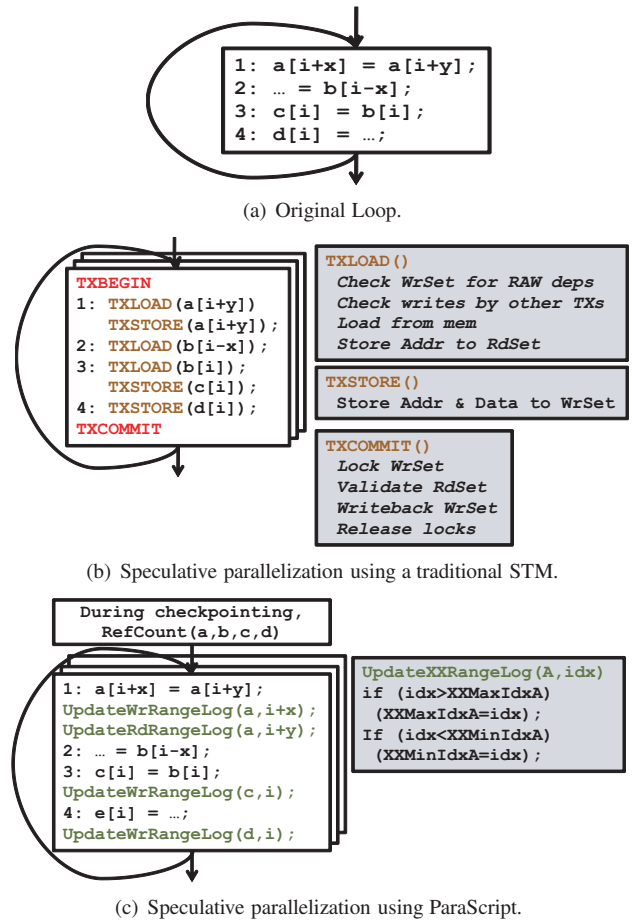 1: a[i+x] = a[i+y];
2: … = b[i-x];
3: c[i] = b[i];
4: d[i] = …;
(a) Original Loop.
TXBEGIN
1: TXLOAD(a[i+y])
TXSTORE(a[i+y]);
2: TXLOAD(b[i-x]);
3: TXLOAD(b[i]);
TXSTORE(c[i]);
4: TXSTORE(d[i]);
TXCOMMIT
TXLOAD()
Check WrSet for RAW deps
Check writes by other TXs
Load from mem
Store Addr to RdSet
TXSTORE()
Store Addr & Data to WrSet
TXCOMMIT()
Lock WrSet
Validate RdSet
Writeback WrSet
Release locks
(b) Speculative parallelization using a traditional STM.
During checkpointing,
RefCount(a,b,c,d)
1: a[i+x] = a[i+y];
UpdateWrRangeLog(a,i+x);
UpdateRdRangeLog(a,i+y);
2: … = b[i-x];
3: c[i] = b[i];
UpdateWrRangeLog(c,i);
4: e[i] = …;
UpdateWrRangeLog(d,i);
UpdateXXRangeLog(A,idx)
if (idx>XXMaxIdxA)
(XXMaxIdxA=idx);
If (idx<XXMinIdxA)
(XXMinIdxA=idx);
(c) Speculative parallelization using ParaScript.